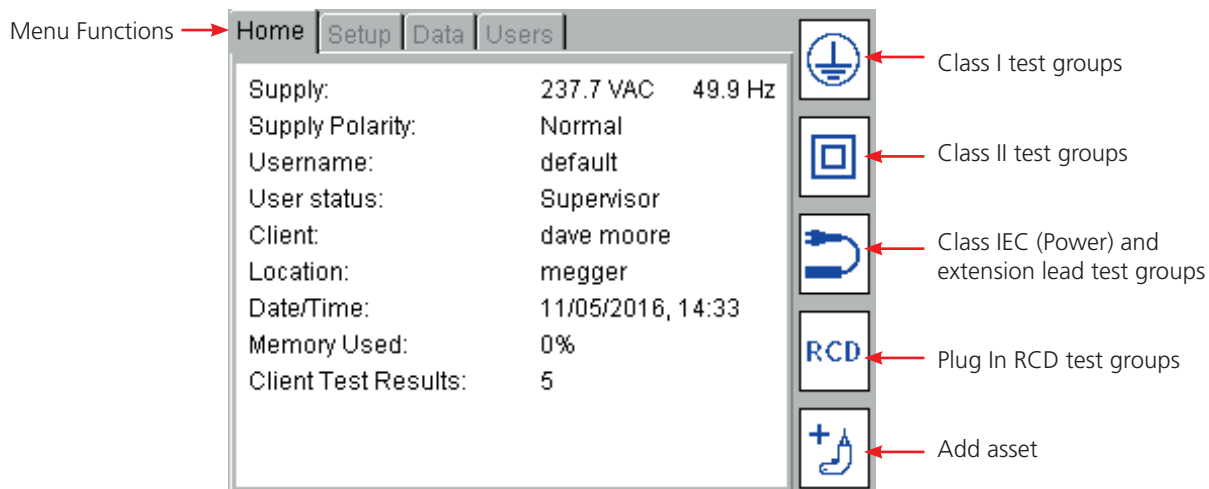 Menu Functions
Home Setup Data Users
Supply: 237.7 VAC 49.9 Hz
Supply Polarity: Normal
Username: default
User status: Supervisor
Client: dave moore
Location: megger
Date/Time: 11/05/2016, 14:33
Memory Used: 0%
Client Test Results: 5
Class I test groups
Class II test groups
Class IEC (Power) and
extension lead test groups
RCD
Plug In RCD test groups
Add asset